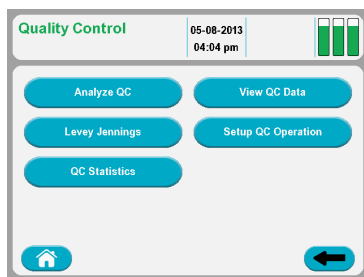 Quality Control
05-08-2013
04:04 pm
Analyze QC
View QC Data
Levey Jennings
Setup QC Operation
QC Statistics